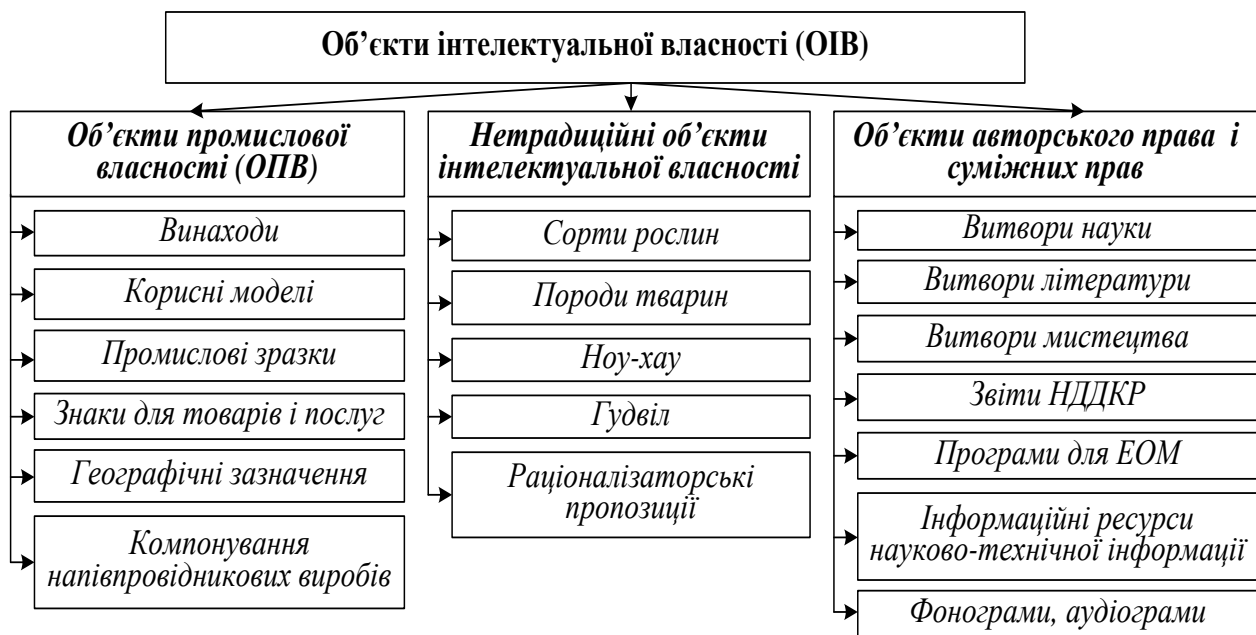 Об’єкти інтелектуальної власності (ОІВ)
Об’єкти промислової
власності (ОПВ)
Винаходи
Корисні моделі
Промислові зразки
Знаки для товарів і послуг
Географічні зазначення
Компонування
напівпровідникових виробів
Нетрадиційні об’єкти
інтелектуальної власності
Сорти рослин
Породи тварин
Ноу-хау
Гудвіл
Раціоналізаторські
пропозиції
Об’єкти авторського права і
суміжних прав
Витвори науки
Витвори літератури
Витвори мистецтва
Звіти НДДКР
Програми для ЕОМ
Інформаційні ресурси
науково-технічної інформації
Фонограми, аудіограми